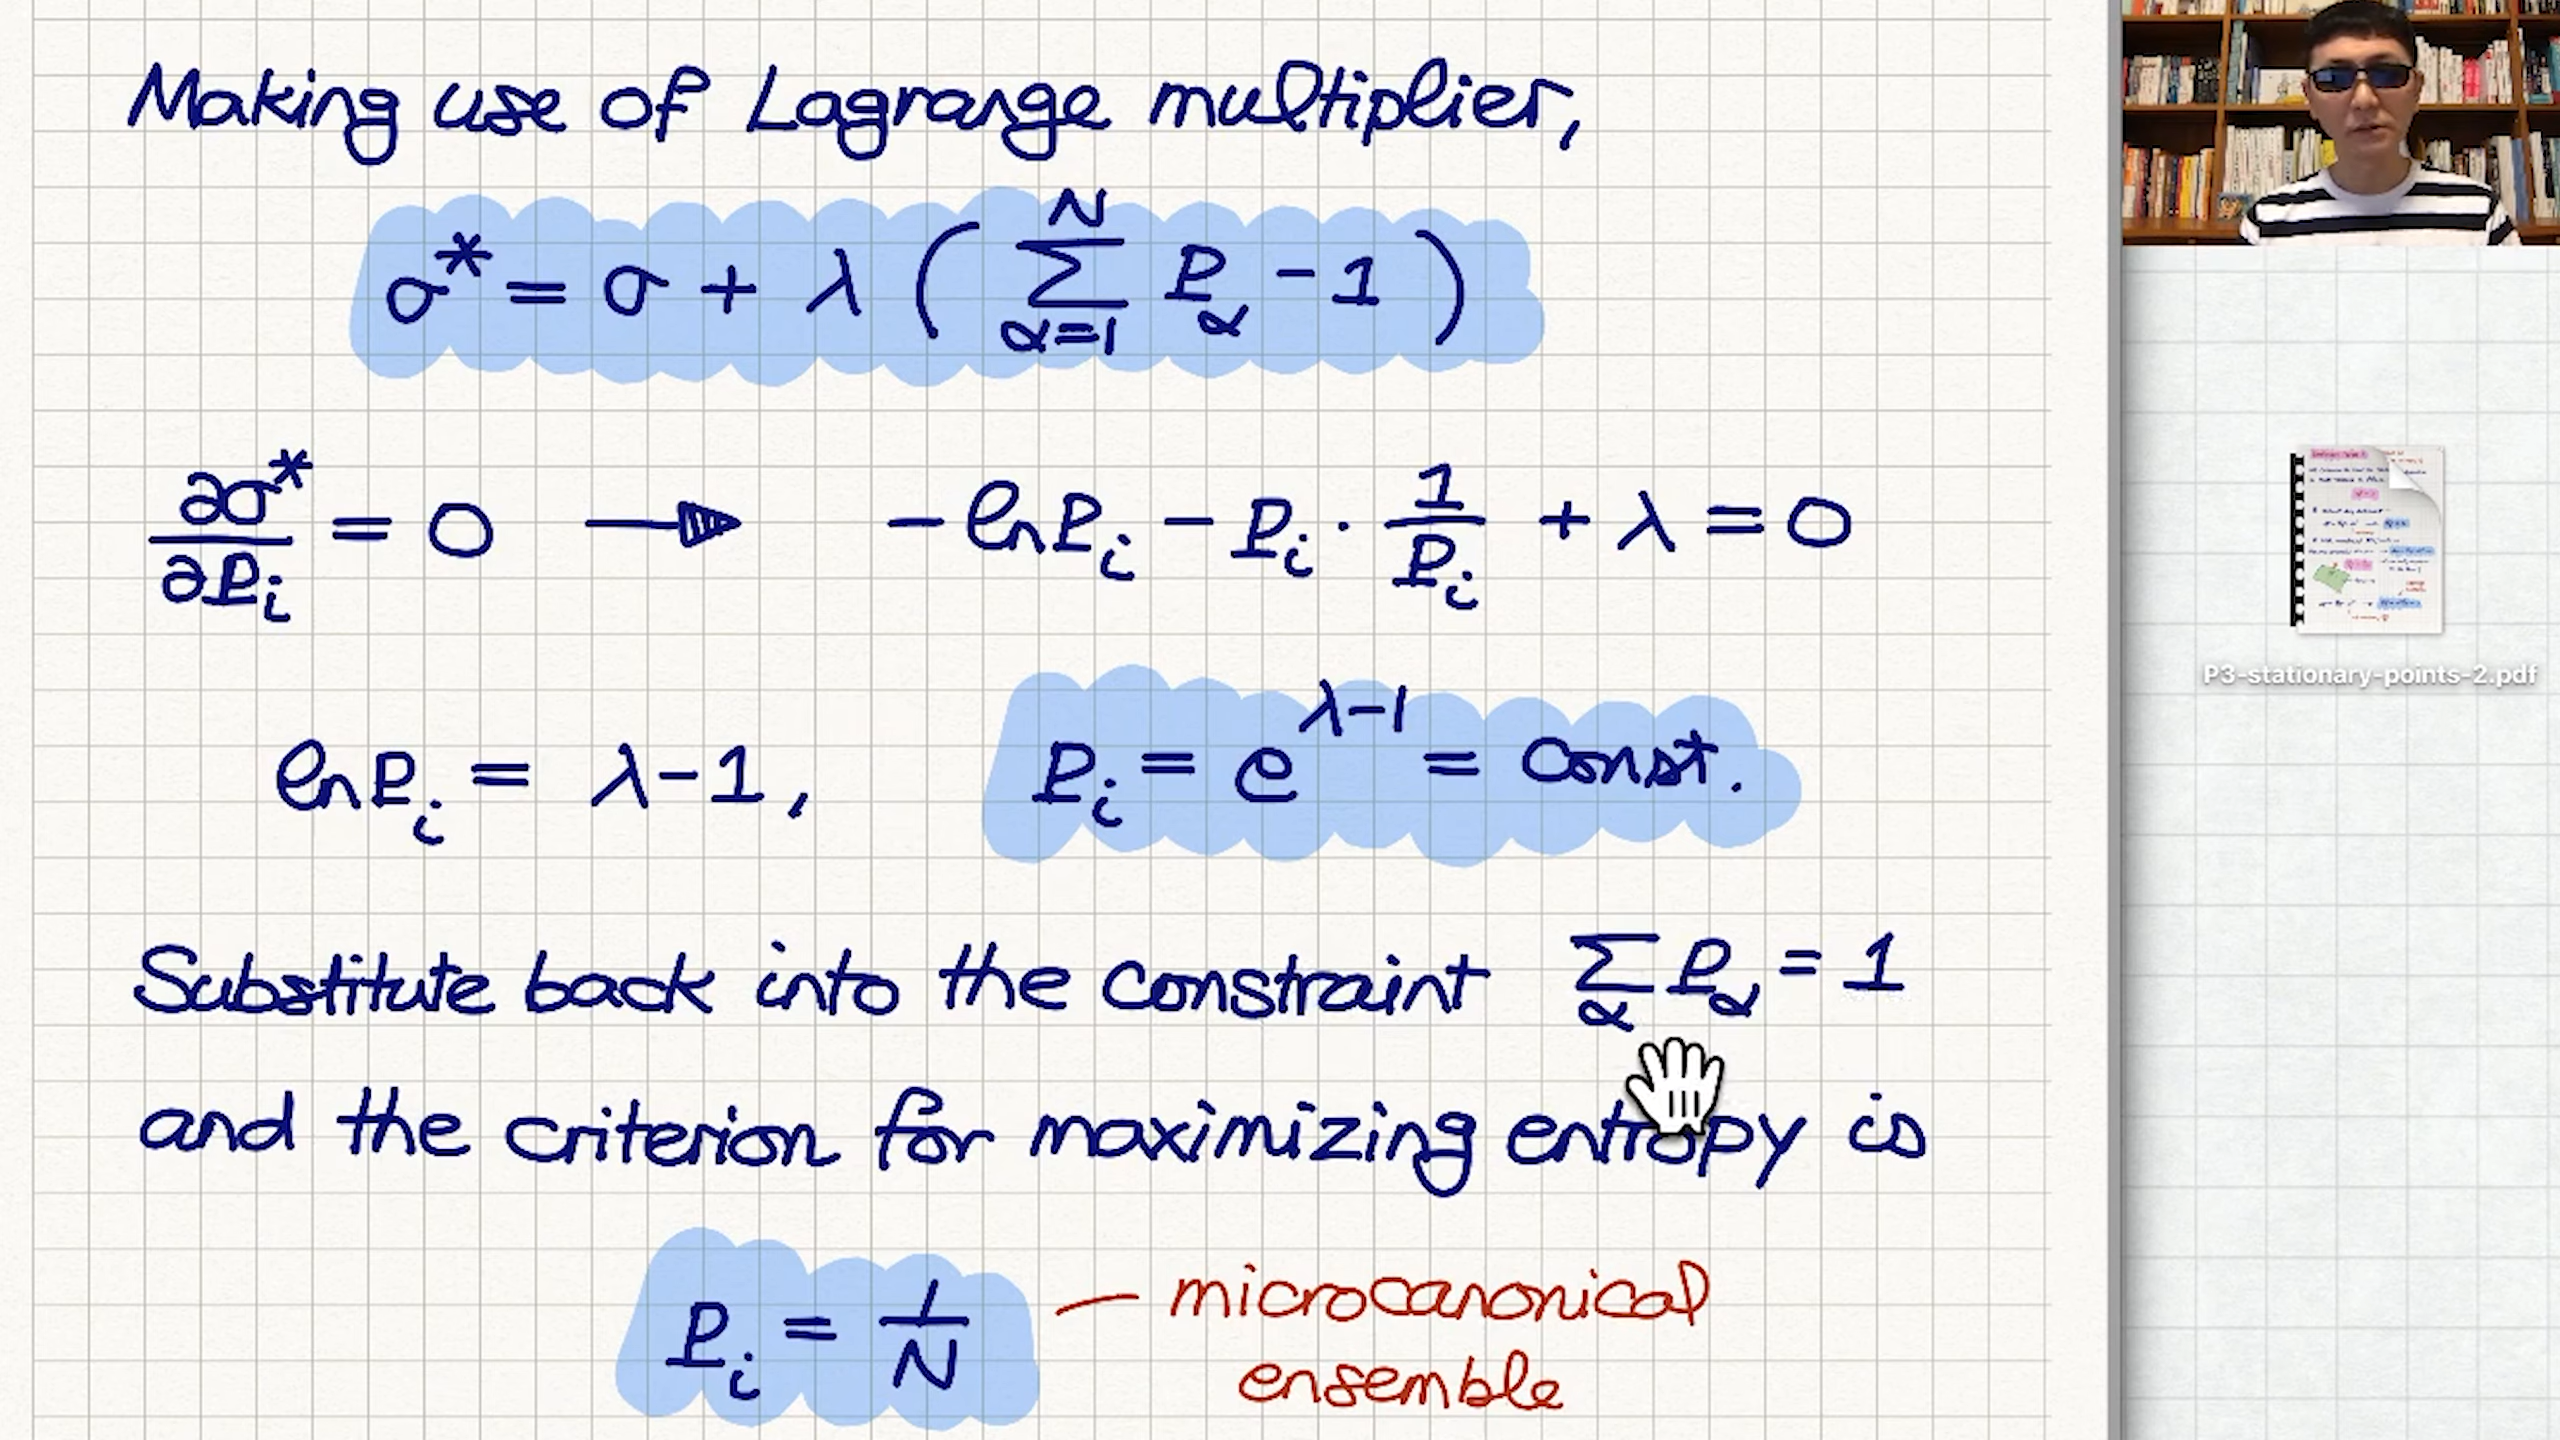 Making use of Lagrange multiplier,
σ* = σ + λ ( Σ_{α=1}^{N} P_α - 1 )
∂σ*/∂P_i = 0 → - ln P_i - P_i · 1/P_i + λ = 0
ln P_i = λ-1, P_i = e^{λ-1} = const.
Substitute back into the constraint Σ_α P_α = 1
and the criterion for maximizing entropy is
P_i = 1/N — microcanonical
ensemble
P3-stationary-points-2.pdf